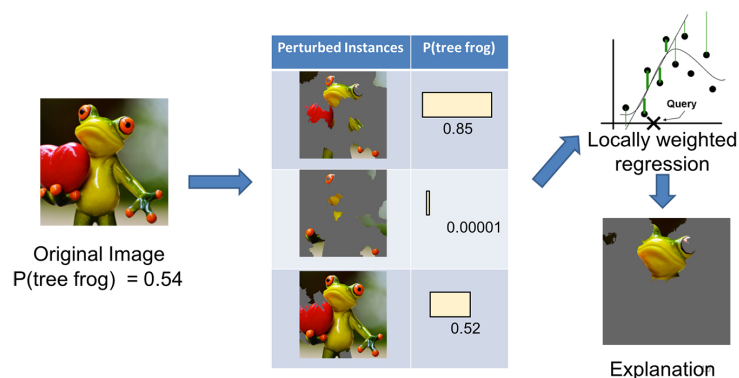 Original Image
P(tree frog) = 0.54
Perturbed Instances
P(tree frog)
0.85
0.00001
0.52
Query
Locally weighted
regression
Explanation